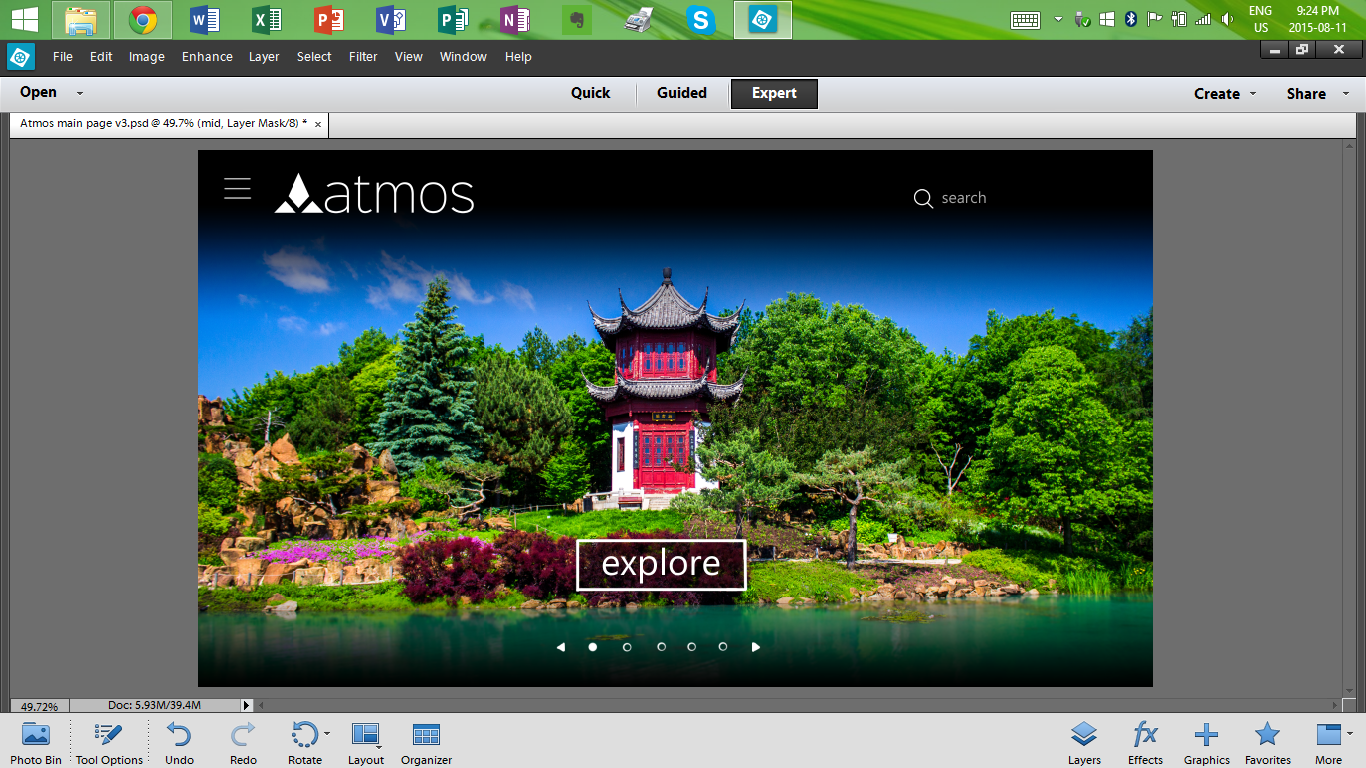 ENG 9:24 PM
US 2015-08-11
File Edit Image Enhance Layer Select Filter View Window Help
Open Quick Guided Expert Create Share
Atmos main page v3.psd @ 49.7% (mid, Layer Mask/8) * ×
atmos
search
explore
49.72% Doc: 5.93M/39.4M
Photo Bin Tool Options Undo Redo Rotate Layout Organizer Layers Effects Graphics Favorites More